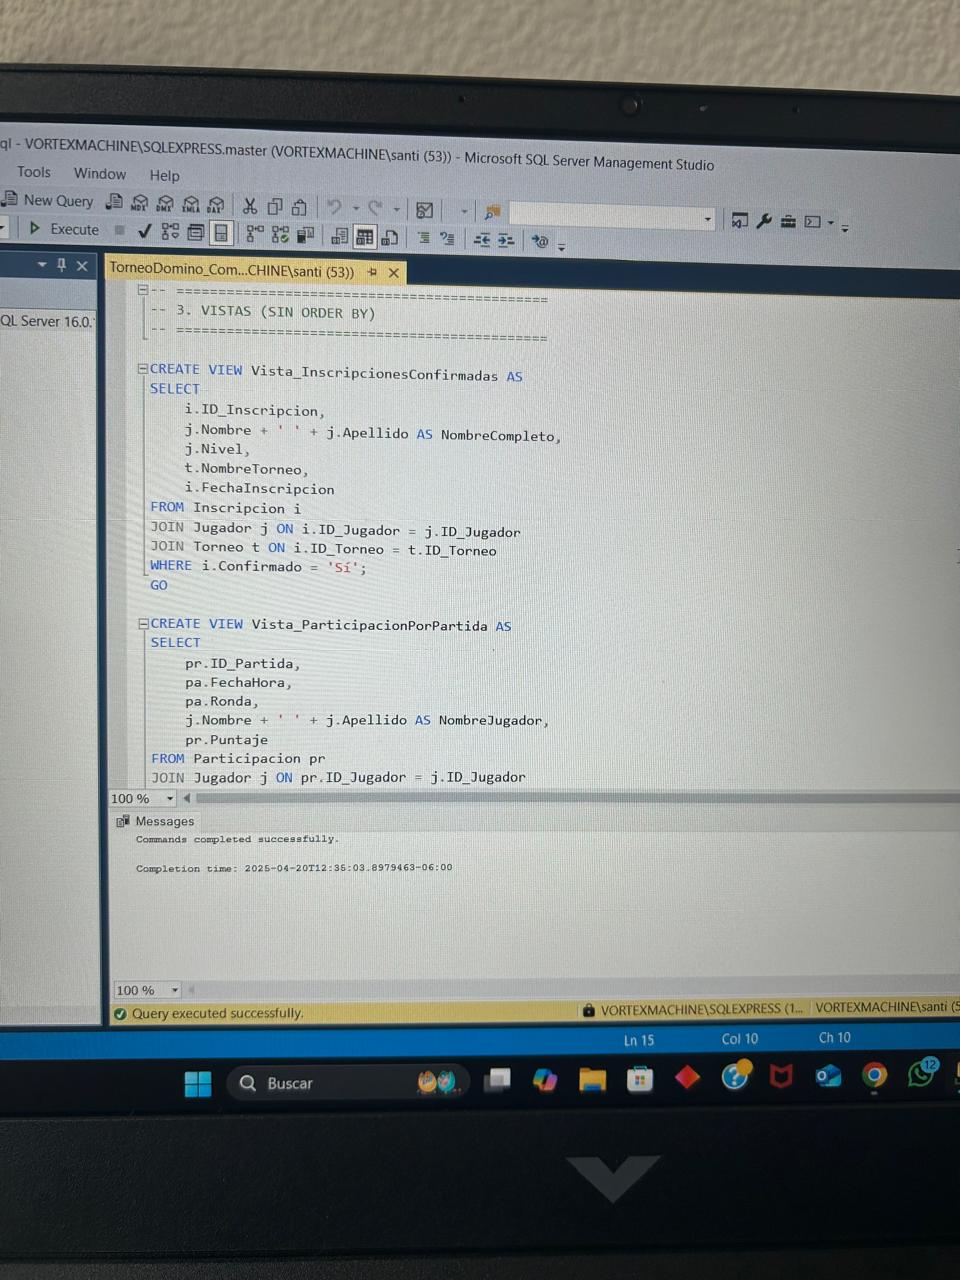 ql - VORTEXMACHINE\SQLEXPRESS.master (VORTEXMACHINE\santi (53)) - Microsoft SQL Server Management Studio
Tools Window Help
New Query MDX DMX XMLA DAX
Execute
TorneoDomino_Com...CHINE\santi (53))
QL Server 16.0.
-- ============================================
-- 3. VISTAS (SIN ORDER BY)
-- ============================================
CREATE VIEW Vista_InscripcionesConfirmadas AS
SELECT
i.ID_Inscripcion,
j.Nombre + ' ' + j.Apellido AS NombreCompleto,
j.Nivel,
t.NombreTorneo,
i.FechaInscripcion
FROM Inscripcion i
JOIN Jugador j ON i.ID_Jugador = j.ID_Jugador
JOIN Torneo t ON i.ID_Torneo = t.ID_Torneo
WHERE i.Confirmado = 'Sí';
GO
CREATE VIEW Vista_ParticipacionPorPartida AS
SELECT
pr.ID_Partida,
pa.FechaHora,
pa.Ronda,
j.Nombre + ' ' + j.Apellido AS NombreJugador,
pr.Puntaje
FROM Participacion pr
JOIN Jugador j ON pr.ID_Jugador = j.ID_Jugador
100 %
Messages
Commands completed successfully.
Completion time: 2025-04-20T12:35:03.8979463-06:00
100 %
Query executed successfully. VORTEXMACHINE\SQLEXPRESS (1... VORTEXMACHINE\santi (5
Ln 15 Col 10 Ch 10
Buscar
12